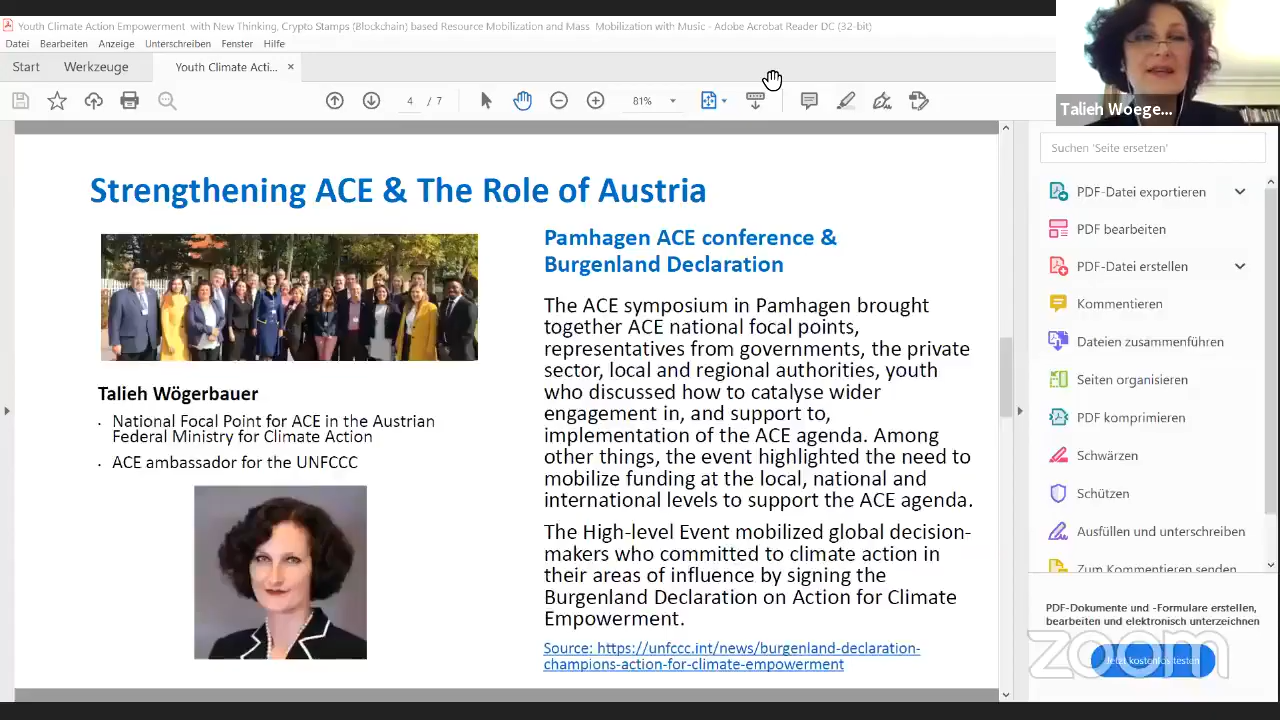 Youth Climate Action Empowerment with New Thinking, Crypto Stamps (Blockchain) based Resource Mobilization and Mass Mobilization with Music - Adobe Acrobat Reader DC (32-bit)
Datei Bearbeiten Anzeige Unterschreiben Fenster Hilfe
Start Werkzeuge Youth Climate Acti... ×
4 / 7 81%
Talieh Woege...
Suchen 'Seite ersetzen'
PDF-Datei exportieren
PDF bearbeiten
PDF-Datei erstellen
Kommentieren
Dateien zusammenführen
Seiten organisieren
PDF komprimieren
Schwärzen
Schützen
Ausfüllen und unterschreiben
Zum Kommentieren senden
PDF-Dokumente und -Formulare erstellen,
bearbeiten und elektronisch unterzeichnen
Jetzt kostenlos testen
zoom
Strengthening ACE & The Role of Austria
Talieh Wögerbauer
· National Focal Point for ACE in the Austrian
Federal Ministry for Climate Action
· ACE ambassador for the UNFCCC
Pamhagen ACE conference &
Burgenland Declaration
The ACE symposium in Pamhagen brought
together ACE national focal points,
representatives from governments, the private
sector, local and regional authorities, youth
who discussed how to catalyse wider
engagement in, and support to,
implementation of the ACE agenda. Among
other things, the event highlighted the need to
mobilize funding at the local, national and
international levels to support the ACE agenda.
The High-level Event mobilized global decision-
makers who committed to climate action in
their areas of influence by signing the
Burgenland Declaration on Action for Climate
Empowerment.
Source: https://unfccc.int/news/burgenland-declaration-
champions-action-for-climate-empowerment